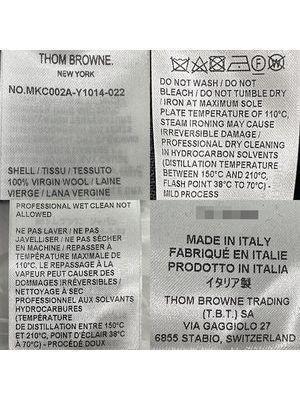 THOM BROWNE.
NEW YORK
NO.MKC002A-Y1014-022
SHELL / TISSU / TESSUTO
100% VIRGIN WOOL / LAINE
VIERGE / LANA VERGINE
DO NOT WASH / DO NOT
BLEACH / DO NOT TUMBLE DRY
/ IRON AT MAXIMUM SOLE
PLATE TEMPERATURE OF 110°C,
STEAM IRONING MAY CAUSE
IRREVERSIBLE DAMAGE /
PROFESSIONAL DRY CLEANING
IN HYDROCARBON SOLVENTS
(DISTILLATION TEMPERATURE
BETWEEN 150°C AND 210°C,
FLASH POINT 38°C TO 70°C) -
MILD PROCESS
PROFESSIONAL WET CLEAN NOT
ALLOWED
NE PAS LAVER / NE PAS
JAVELLISER / NE PAS SÉCHER
EN MACHINE / REPASSER À
TEMPÉRATURE MAXIMALE DE
110°C. LE REPASSAGE À LA
VAPEUR PEUT CAUSER DES
DOMMAGES IRRÉVERSIBLES /
NETTOYAGE À SEC
PROFESSIONNEL AUX SOLVANTS
HYDROCARBURES
(TEMPÉRATURE
DE DISTILLATION ENTRE 150°C
ET 210°C, POINT D'ÉCLAIR 38°C
À 70°C) - PROCÉDÉ DOUX
MADE IN ITALY
FABRIQUÉ EN ITALIE
PRODOTTO IN ITALIA
イタリア製
THOM BROWNE TRADING
(T.B.T.) SA
VIA GAGGIOLO 27
6855 STABIO, SWITZERLAND